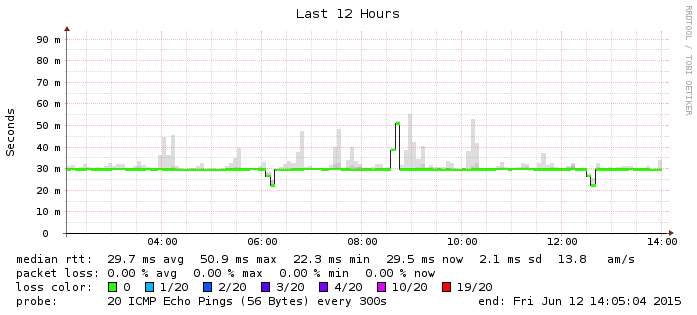 Last 12 Hours
RRDTOOL / TOBI OETIKER
Seconds
90 m
80 m
70 m
60 m
50 m
40 m
30 m
20 m
10 m
0
04:00 06:00 08:00 10:00 12:00 14:00
median rtt: 29.7 ms avg 50.9 ms max 22.3 ms min 29.5 ms now 2.1 ms sd 13.8 am/s
packet loss: 0.00 % avg 0.00 % max 0.00 % min 0.00 % now
loss color: 0 1/20 2/20 3/20 4/20 10/20 19/20
probe: 20 ICMP Echo Pings (56 Bytes) every 300s end: Fri Jun 12 14:05:04 2015